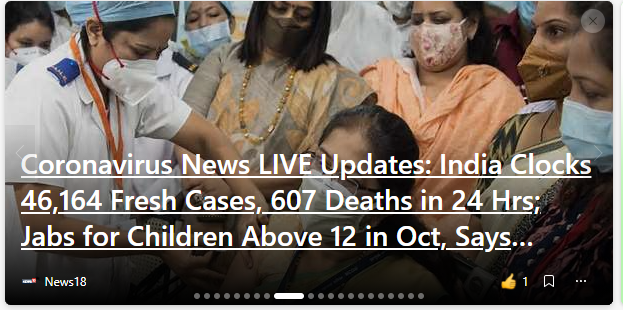 Coronavirus News LIVE Updates: India Clocks
46,164 Fresh Cases, 607 Deaths in 24 Hrs;
Jabs for Children Above 12 in Oct, Says...
News18
1